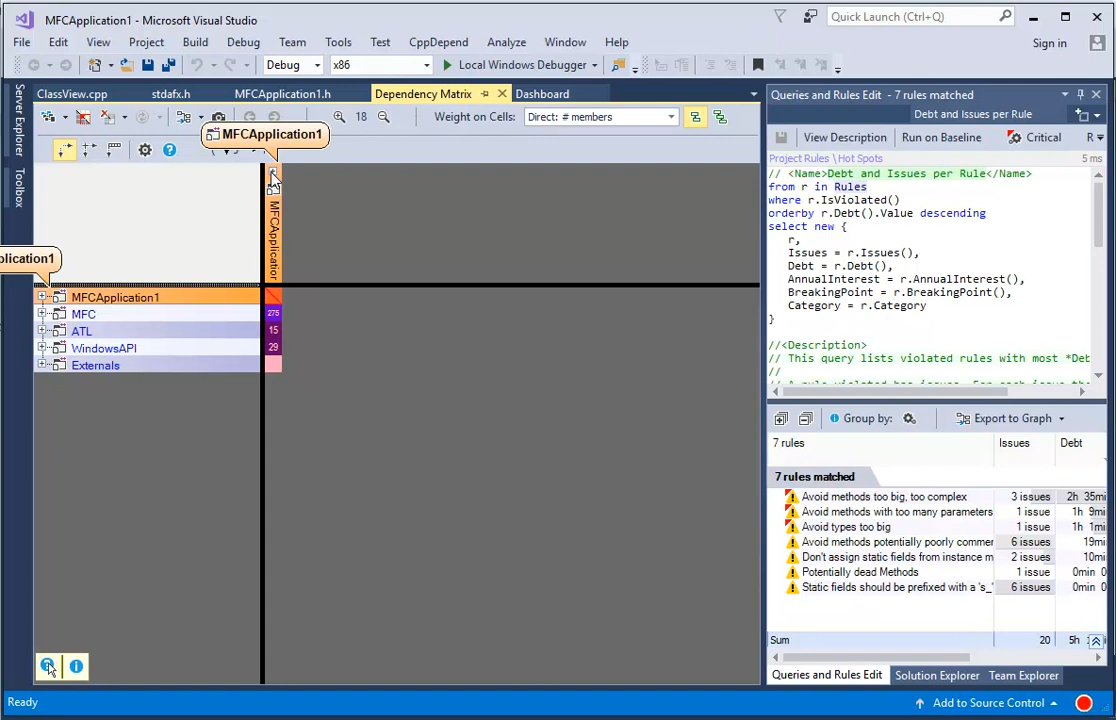 MFCApplication1 - Microsoft Visual Studio
Quick Launch (Ctrl+Q)
File Edit View Project Build Debug Team Tools Test CppDepend Analyze Window Help
Sign in
Debug x86 Local Windows Debugger
Server Explorer
Toolbox
ClassView.cpp stdafx.h MFCApplication1.h Dependency Matrix Dashboard
18 Weight on Cells: Direct: # members
MFCApplication1
MFCApplication
plication1
MFCApplication1
MFC 275
ATL 15
WindowsAPI 29
Externals
Queries and Rules Edit - 7 rules matched
Debt and Issues per Rule
View Description Run on Baseline Critical R
Project Rules \ Hot Spots 5 ms
// <Name>Debt and Issues per Rule</Name>
from r in Rules
where r.IsViolated()
orderby r.Debt().Value descending
select new {
r,
Issues = r.Issues(),
Debt = r.Debt(),
AnnualInterest = r.AnnualInterest(),
BreakingPoint = r.BreakingPoint(),
Category = r.Category
}
//<Description>
// This query lists violated rules with most *Deb
//
Group by: Export to Graph
7 rules Issues Debt
7 rules matched
Avoid methods too big, too complex 3 issues 2h 35mi
Avoid methods with too many parameters 1 issue 1h 9mi
Avoid types too big 1 issue 1h 1mi
Avoid methods potentially poorly commer 6 issues 19mi
Don't assign static fields from instance m 2 issues 10mi
Potentially dead Methods 1 issue 0min 0
Static fields should be prefixed with a 's_' 6 issues 0min 0
Sum 20 5h
Queries and Rules Edit Solution Explorer Team Explorer
Ready
Add to Source Control